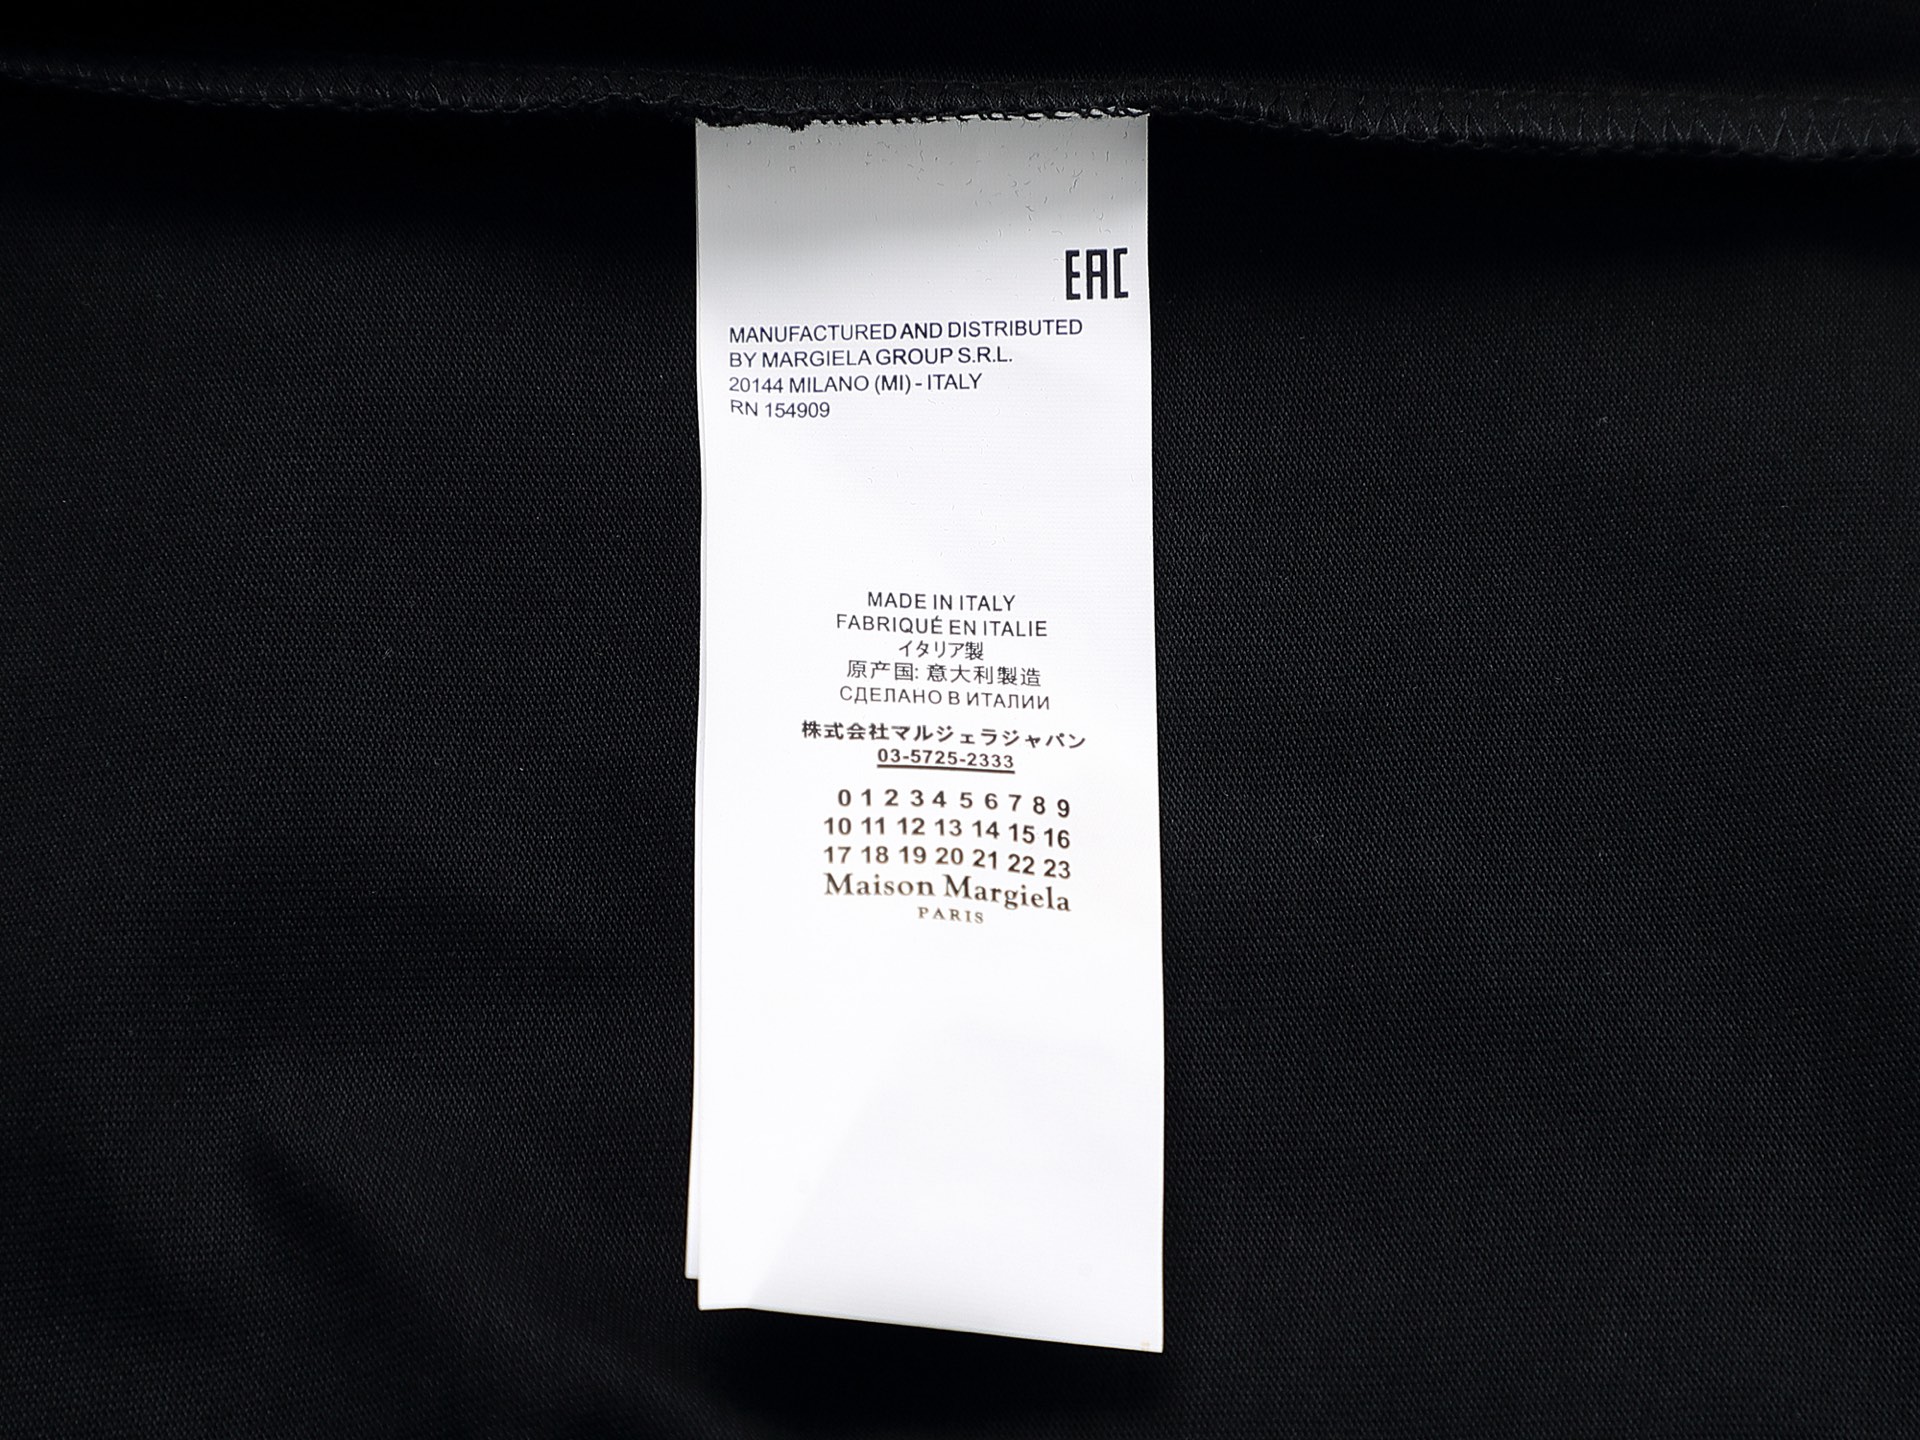 EAC
MANUFACTURED AND DISTRIBUTED
BY MARGIELA GROUP S.R.L.
20144 MILANO (MI) - ITALY
RN 154909
MADE IN ITALY
FABRIQUÉ EN ITALIE
イタリア製
原产国: 意大利製造
СДЕЛАНО В ИТАЛИИ
株式会社マルジェラジャパン
03-5725-2333
0 1 2 3 4 5 6 7 8 9
10 11 12 13 14 15 16
17 18 19 20 21 22 23
Maison Margiela
PARIS